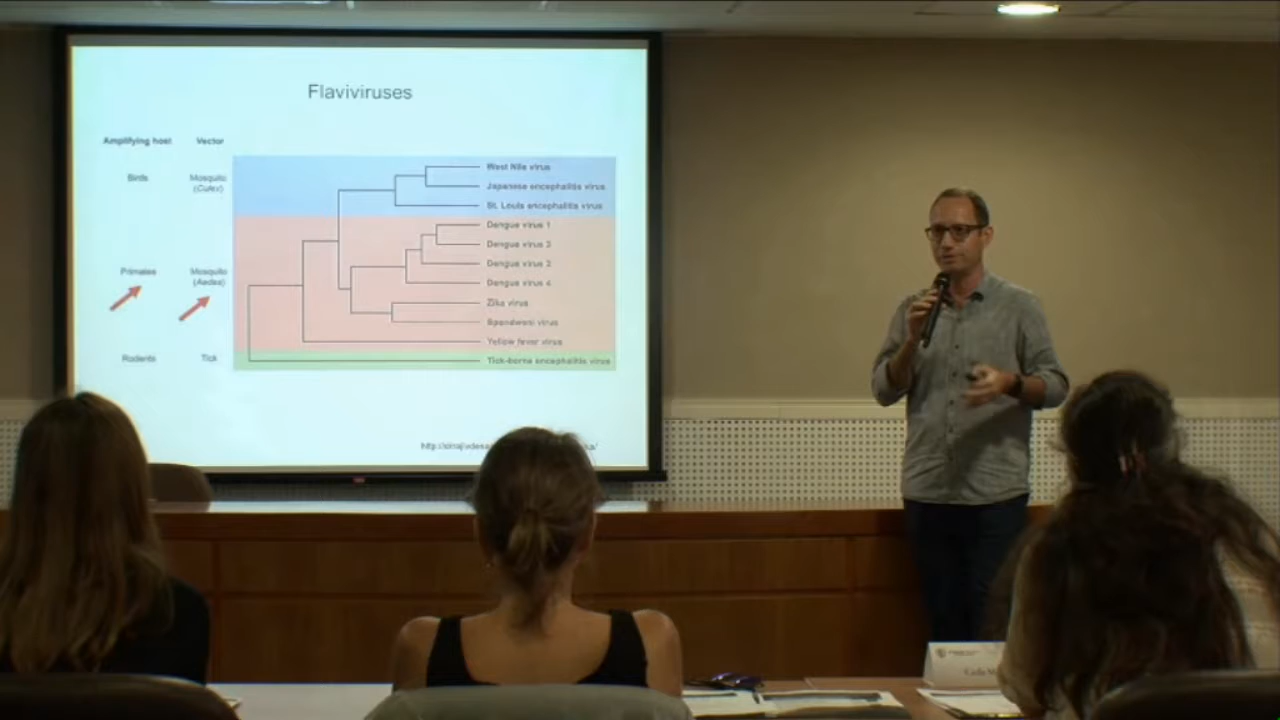 Flaviviruses
Amplifying host Vector
Birds Mosquito
(Culex)
West Nile virus
Japanese encephalitis virus
St. Louis encephalitis virus
Dengue virus 1
Dengue virus 3
Dengue virus 2
Dengue virus 4
Primates Mosquito
(Aedes)
Zika virus
Spondweni virus
Yellow fever virus
Rodents Tick
Tick-borne encephalitis virus